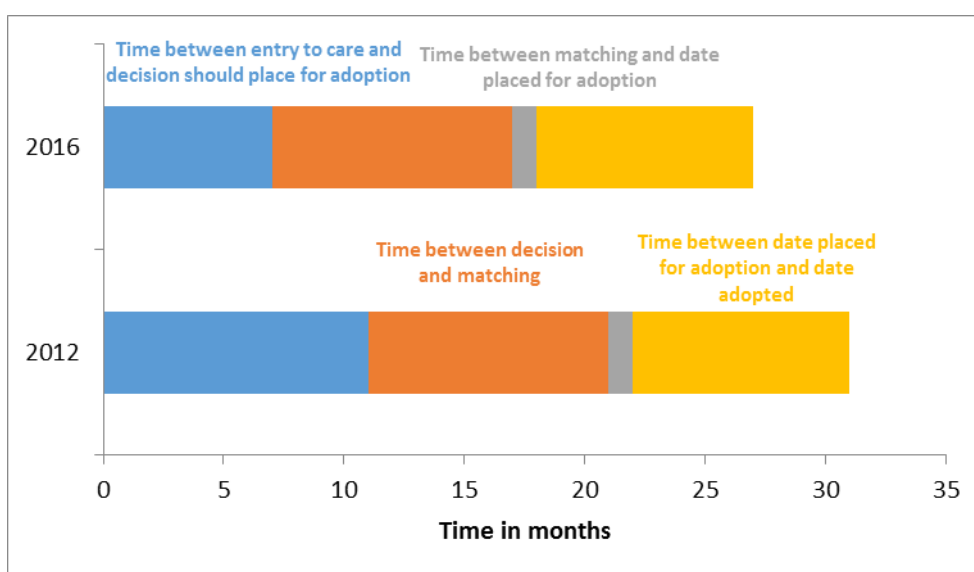 Time between entry to care and
decision should place for adoption
Time between matching and date
placed for adoption
2016
Time between decision
and matching
Time between date placed
for adoption and date
adopted
2012
0 5 10 15 20 25 30 35
Time in months